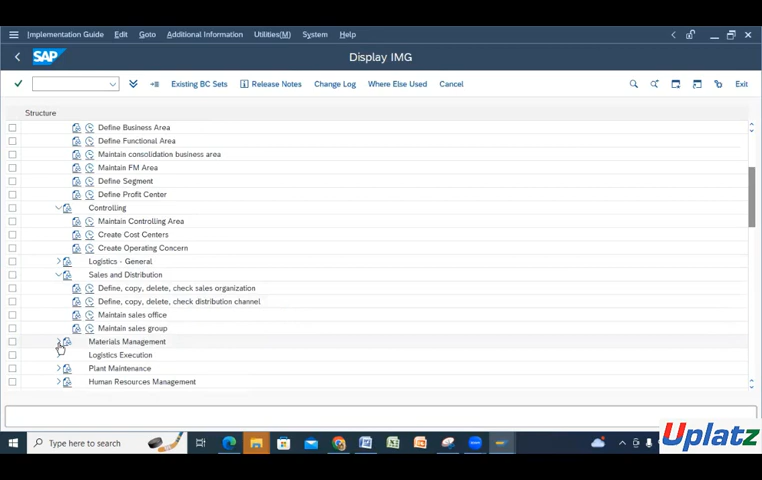 Implementation Guide Edit Goto Additional Information Utilities(M) System Help
SAP Display IMG
Existing BC Sets Release Notes Change Log Where Else Used Cancel Exit
Structure
Define Business Area
Define Functional Area
Maintain consolidation business area
Maintain FM Area
Define Segment
Define Profit Center
Controlling
Maintain Controlling Area
Create Cost Centers
Create Operating Concern
Logistics - General
Sales and Distribution
Define, copy, delete, check sales organization
Define, copy, delete, check distribution channel
Maintain sales office
Maintain sales group
Materials Management
Logistics Execution
Plant Maintenance
Human Resources Management
Type here to search
Uplatz